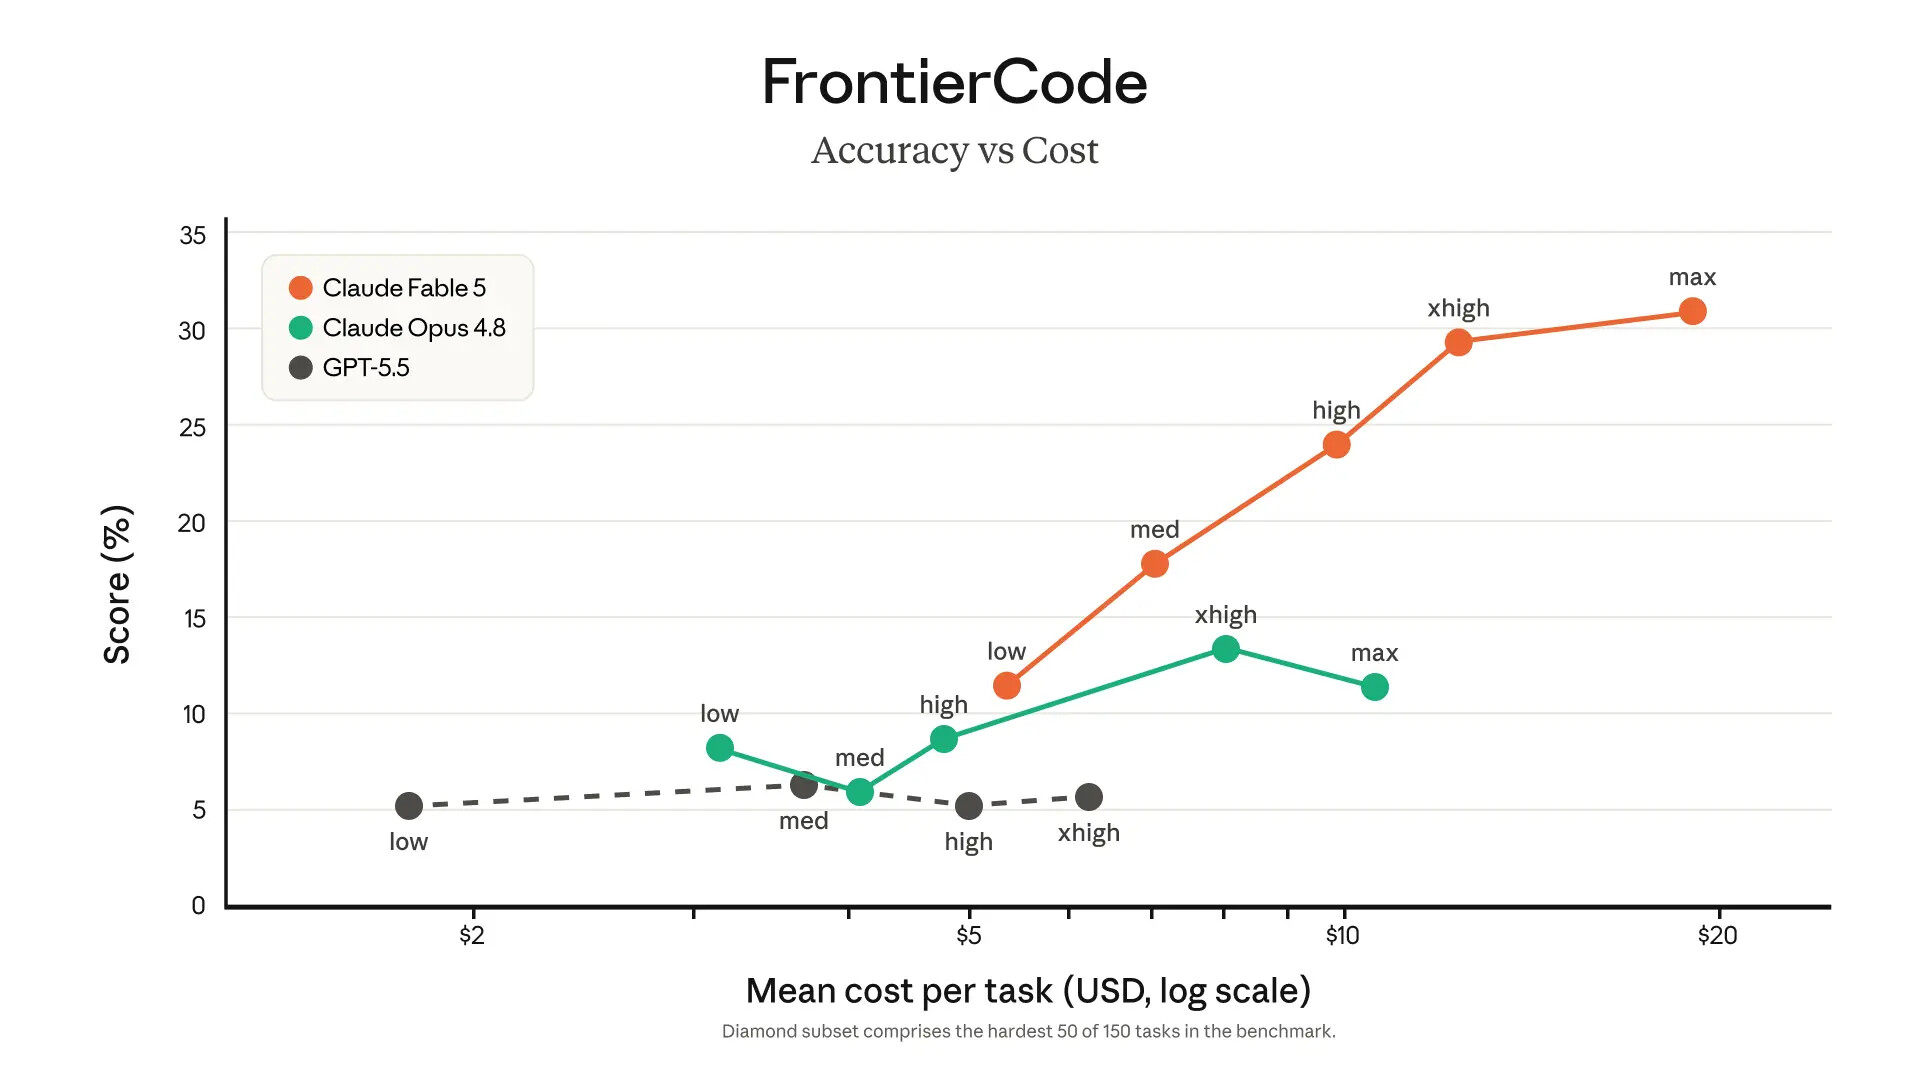 FrontierCode
Accuracy vs Cost
35
30
25
20
15
10
5
0
Score (%)
Claude Fable 5
Claude Opus 4.8
GPT-5.5
low
med
high
xhigh
max
low
med
high
xhigh
max
low
med
high
xhigh
$2
$5
$10
$20
Mean cost per task (USD, log scale)
Diamond subset comprises the hardest 50 of 150 tasks in the benchmark.